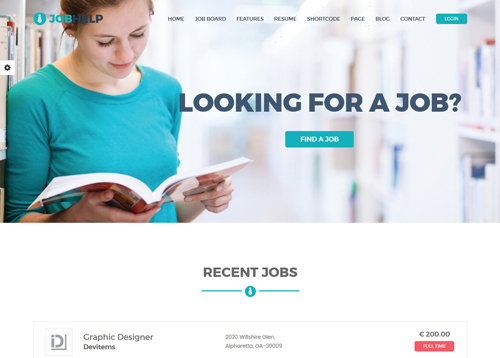 JOBHELP
HOME JOB BOARD FEATURES RESUME SHORTCODE PAGE BLOG CONTACT LOGIN
LOOKING FOR A JOB?
FIND A JOB
RECENT JOBS
Graphic Designer
Devitems
2020 Willshire Glen,
Alpharetta, GA-30009
€ 200.00
FULL TIME